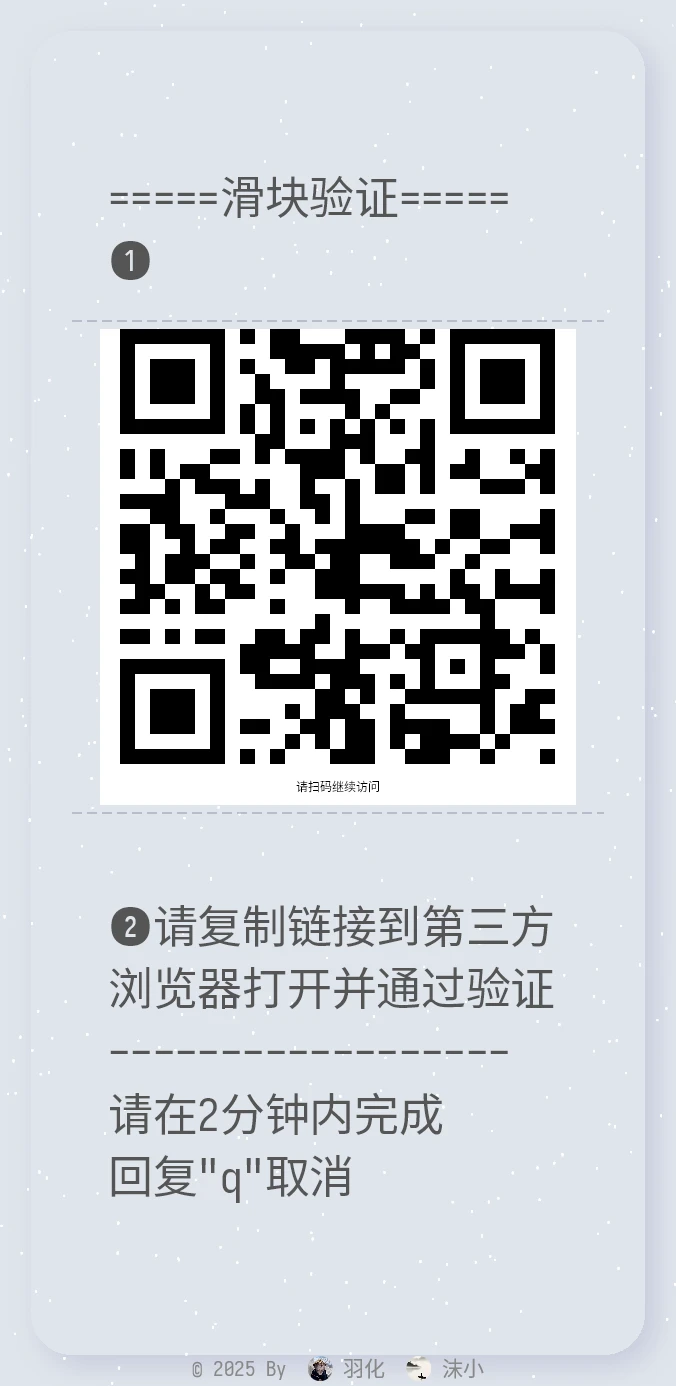 =====滑块验证=====
❶
请扫码继续访问
❷请复制链接到第三方
浏览器打开并通过验证
------------------
请在2分钟内完成
回复"q"取消
© 2025 By 羽化 沫小